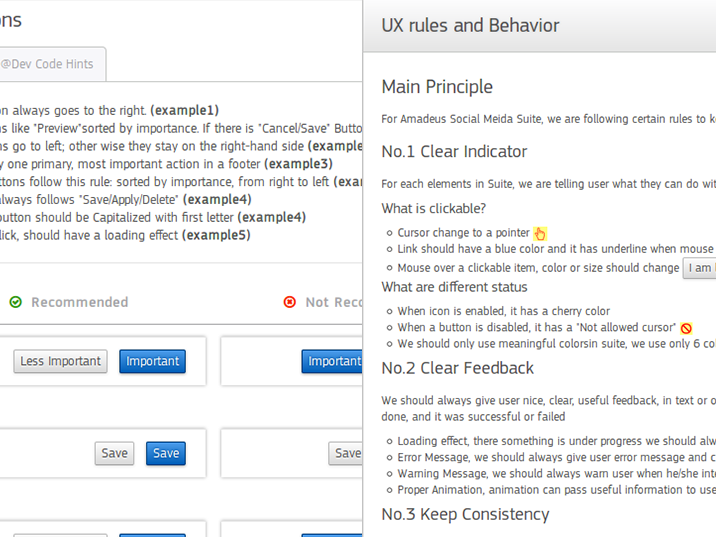 ons
@Dev Code Hints
on always goes to the right. (example1)
s like "Preview"sorted by importance. If there is "Cancel/Save" Butto
ns go to left; other wise they stay on the right-hand side (example
y one primary, most important action in a footer (example3)
ttons follow this rule: sorted by importance, from right to left (exa
always follows "Save/Apply/Delete" (example4)
button should be Capitalized with first letter (example4)
lick, should have a loading effect (example5)
Recommended
Not Reco
Less Important
Important
Important
Save
Save
Save
UX rules and Behavior
Main Principle
For Amadeus Social Meida Suite, we are following certain rules to k
No.1 Clear Indicator
For each elements in Suite, we are telling user what they can do wit
What is clickable?
Cursor change to a pointer
Link should have a blue color and it has underline when mouse
Mouse over a clickable item, color or size should change I am
What are different status
When icon is enabled, it has a cherry color
When a button is disabled, it has a "Not allowed cursor"
We should only use meaningful colorsin suite, we use only 6 co
No.2 Clear Feedback
We should always give user nice, clear, useful feedback, in text or o
done, and it was successful or failed
Loading effect, there something is under progress we should alw
Error Message, we should always give user error message and c
Warning Message, we should always warn user when he/she inte
Proper Animation, animation can pass useful information to use
No.3 Keep Consistency